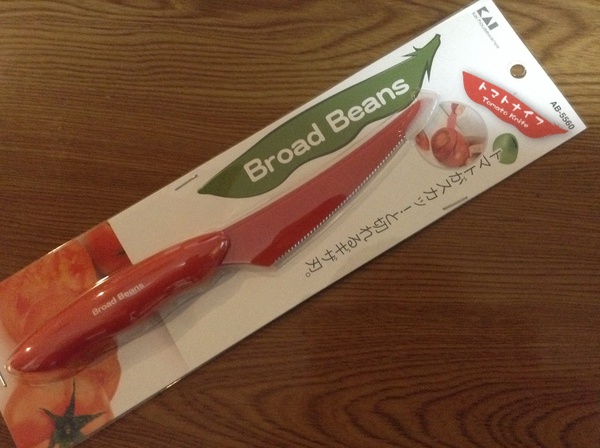 KAI
Broad Beans
トマトナイフ
Tomato Knife
AB-5560
トマトがスカッ!と切れるギザ刃。
Broad Beans